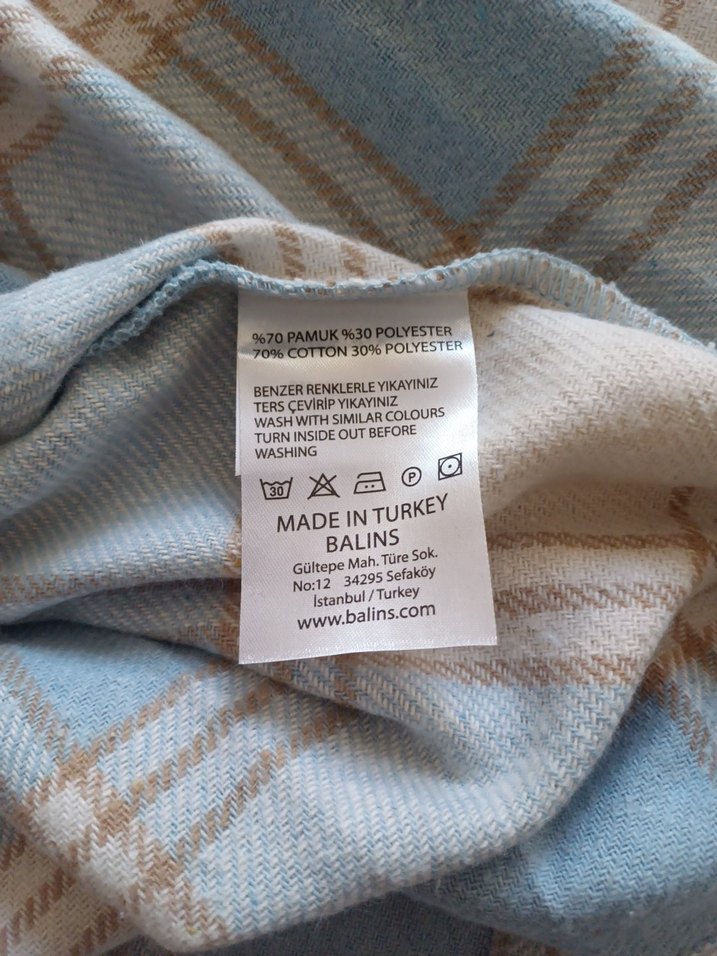 %70 PAMUK %30 POLYESTER
70% COTTON 30% POLYESTER
BENZER RENKLERLE YIKAYINIZ
TERS ÇEVİRİP YIKAYINIZ
WASH WITH SIMILAR COLOURS
TURN INSIDE OUT BEFORE
WASHING
30 P
MADE IN TURKEY
BALINS
Gültepe Mah. Türe Sok.
No:12 34295 Sefaköy
İstanbul / Turkey
www.balins.com